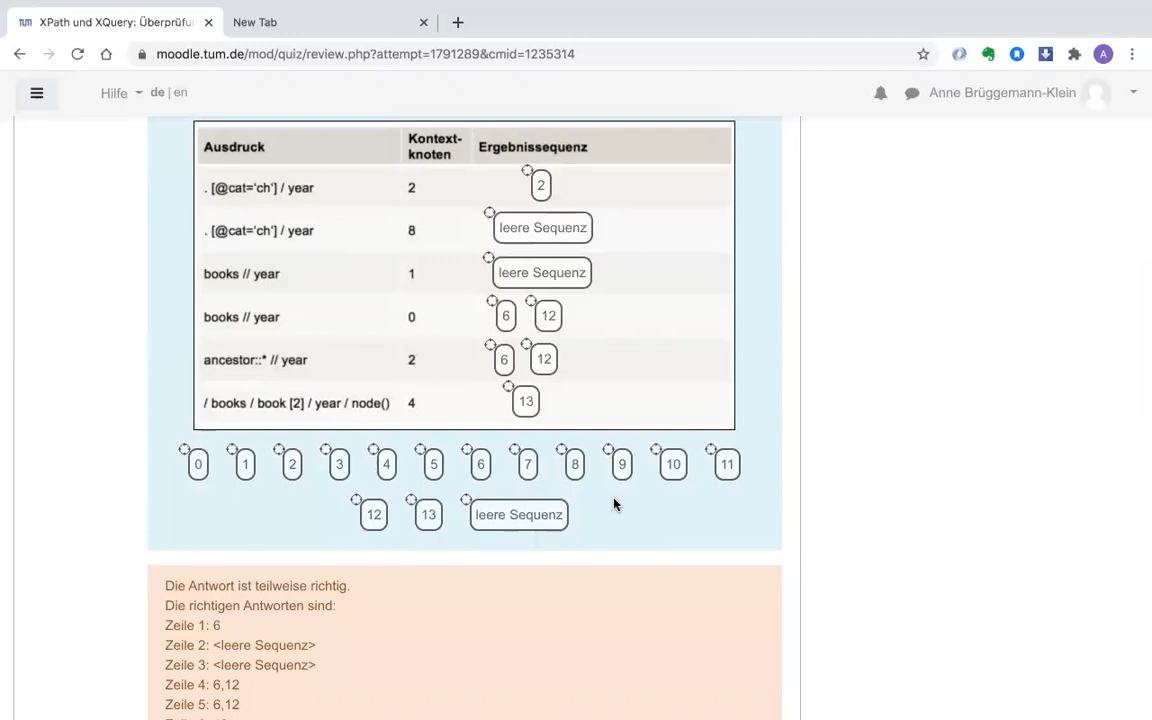 XPath und XQuery: Überprüfu
New Tab
moodle.tum.de/mod/quiz/review.php?attempt=1791289&cmid=1235314
A
Hilfe de | en Anne Brüggemann-Klein
Ausdruck Kontext-knoten Ergebnissequenz
. [@cat='ch'] / year 2 2
. [@cat='ch'] / year 8 leere Sequenz
books // year 1 leere Sequenz
books // year 0 6 12
ancestor::* // year 2 6 12
/ books / book [2] / year / node() 4 13
0 1 2 3 4 5 6 7 8 9 10 11
12 13 leere Sequenz
Die Antwort ist teilweise richtig.
Die richtigen Antworten sind:
Zeile 1: 6
Zeile 2: <leere Sequenz>
Zeile 3: <leere Sequenz>
Zeile 4: 6,12
Zeile 5: 6,12